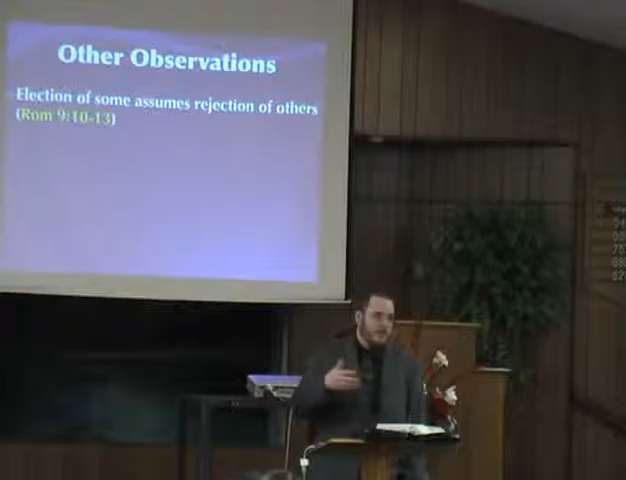 Other Observations
Election of some assumes rejection of others
(Rom 9:10-13)